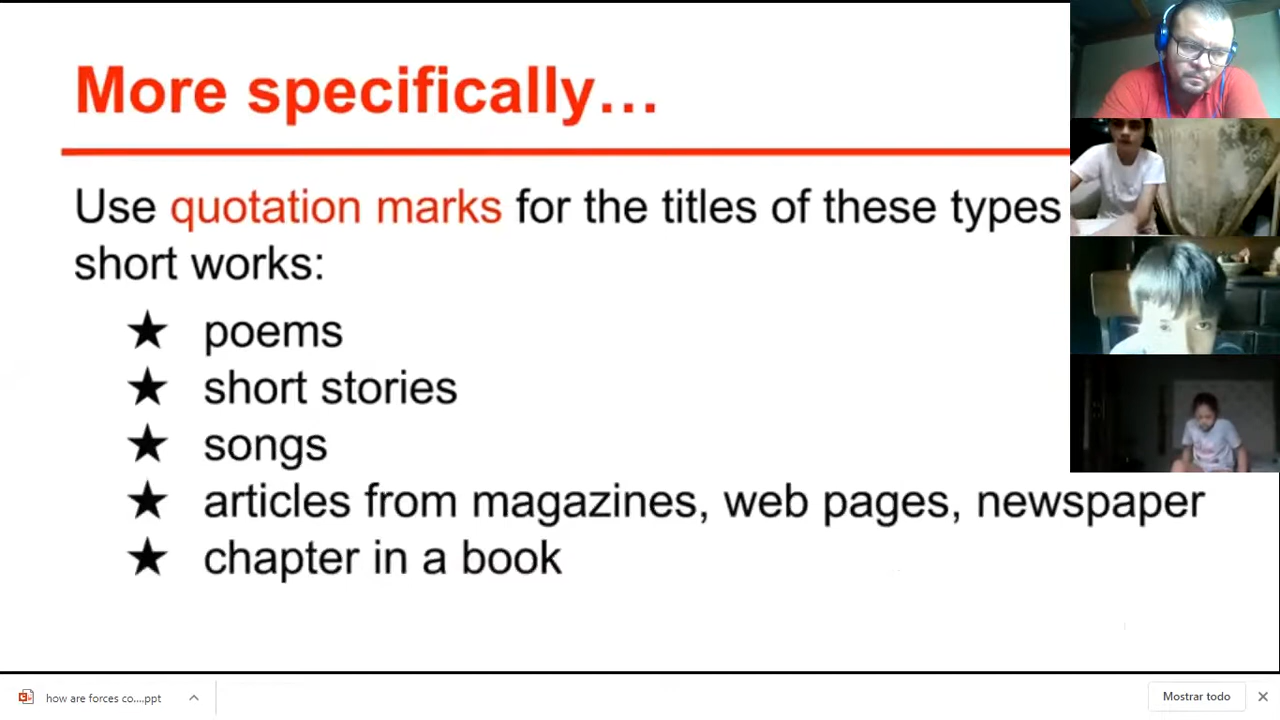 More specifically…
Use quotation marks for the titles of these types
short works:
★ poems
★ short stories
★ songs
★ articles from magazines, web pages, newspaper
★ chapter in a book
how are forces co....ppt
Mostrar todo